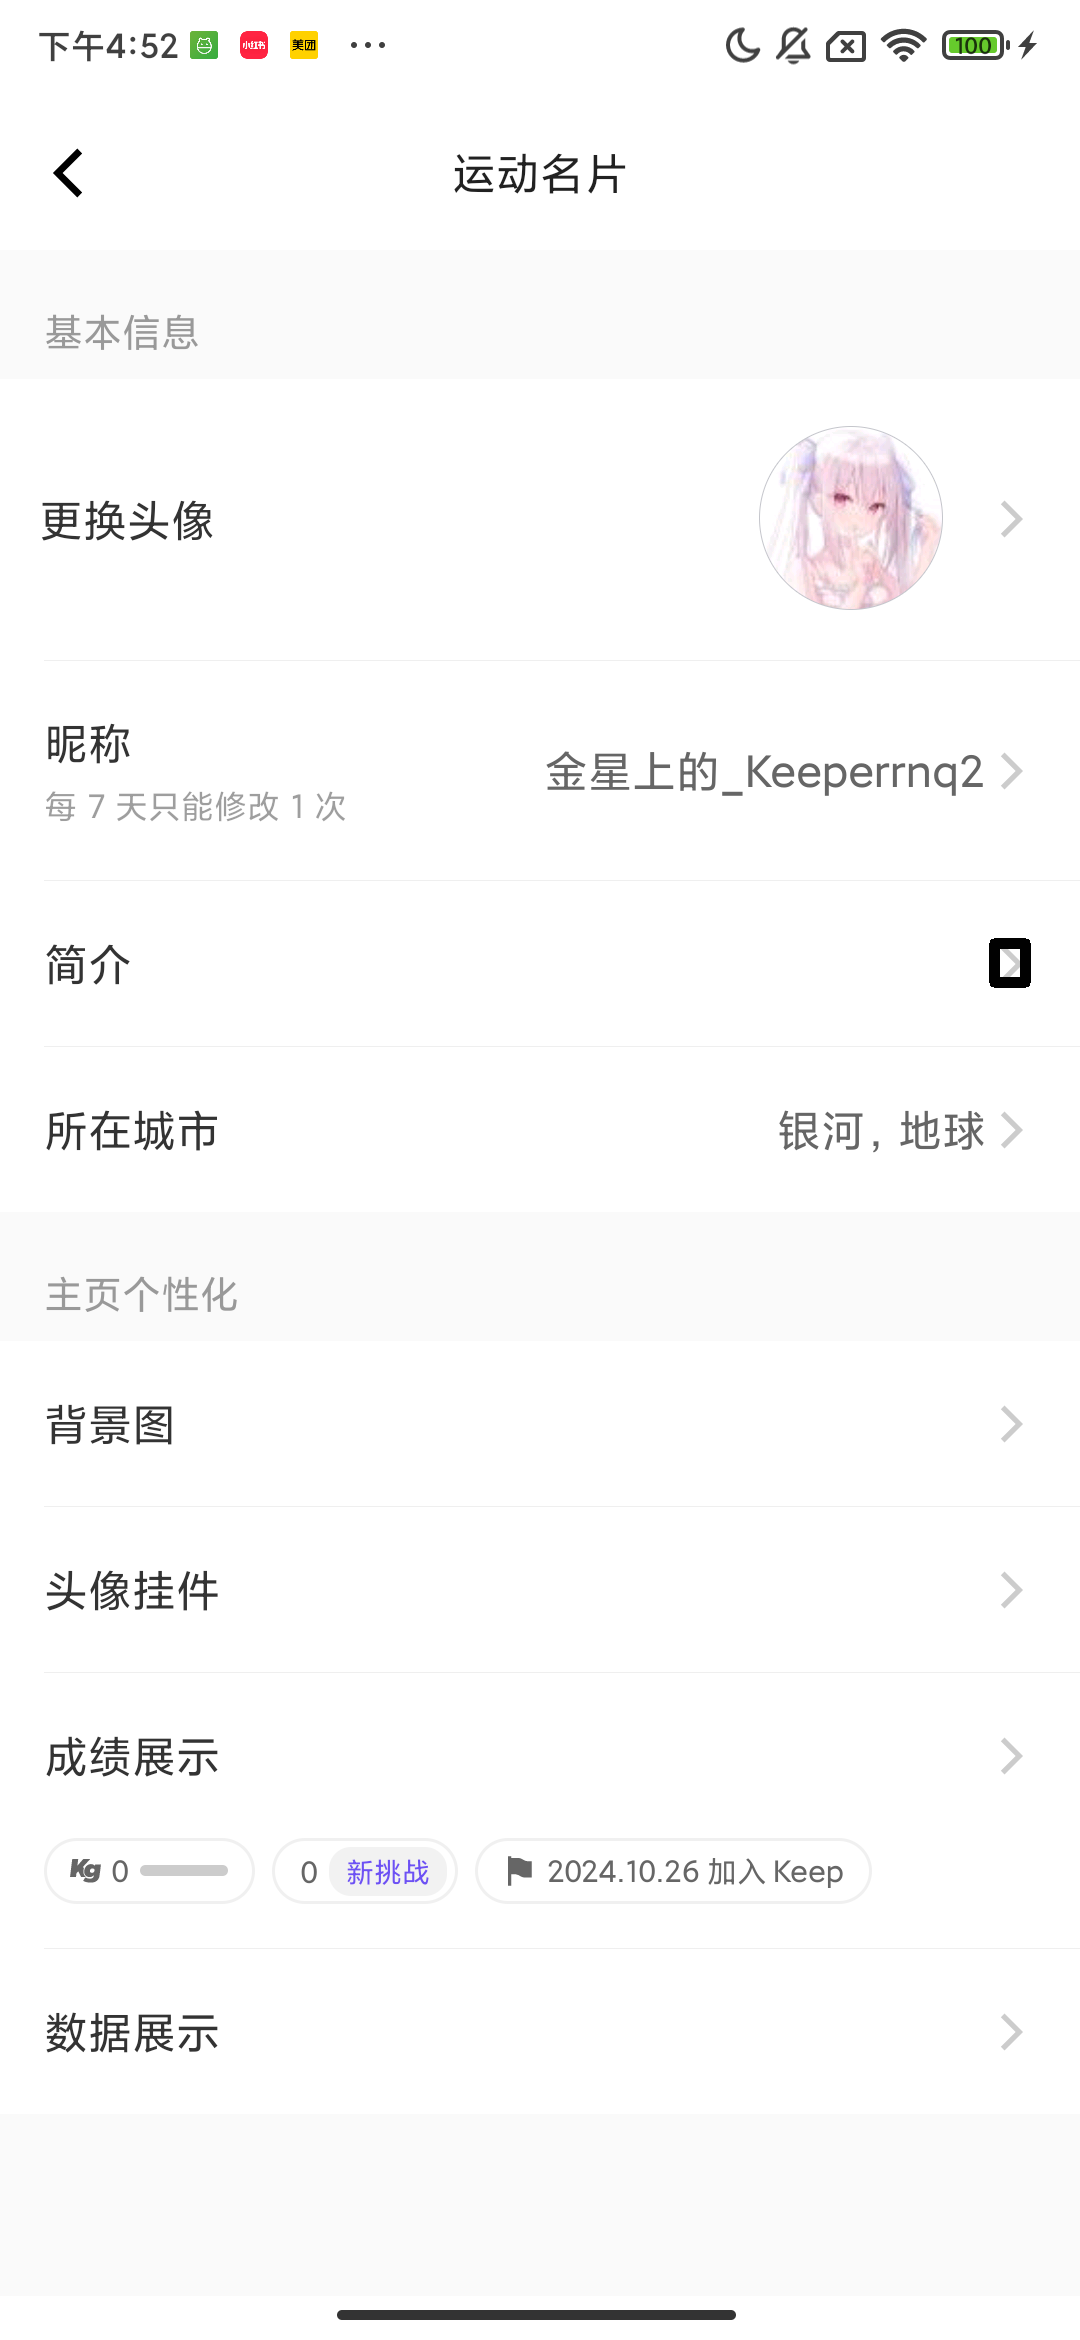 下午4:52 小红书 美团 ... 100
运动名片
基本信息
更换头像
昵称
每 7 天只能修改 1 次
金星上的_Keeperrnq2
简介
所在城市 银河，地球
主页个性化
背景图
头像挂件
成绩展示
Kg 0 0 新挑战 2024.10.26 加入 Keep
数据展示